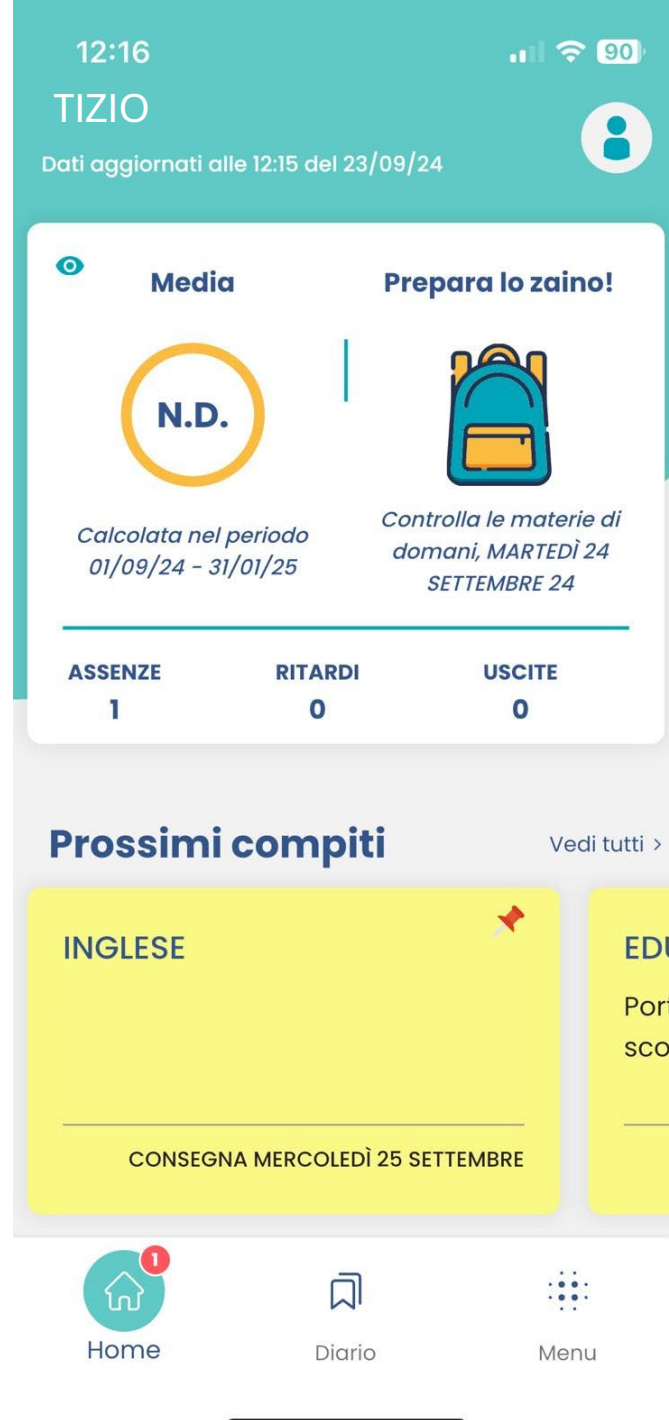 12:16
90
TIZIO
Dati aggiornati alle 12:15 del 23/09/24
Media
Prepara lo zaino!
N.D.
Calcolata nel periodo
01/09/24 - 31/01/25
Controlla le materie di
domani, MARTEDÌ 24
SETTEMBRE 24
ASSENZE
RITARDI
USCITE
1
0
0
Prossimi compiti
Vedi tutti >
INGLESE
CONSEGNA MERCOLEDÌ 25 SETTEMBRE
1
Home
Diario
Menu